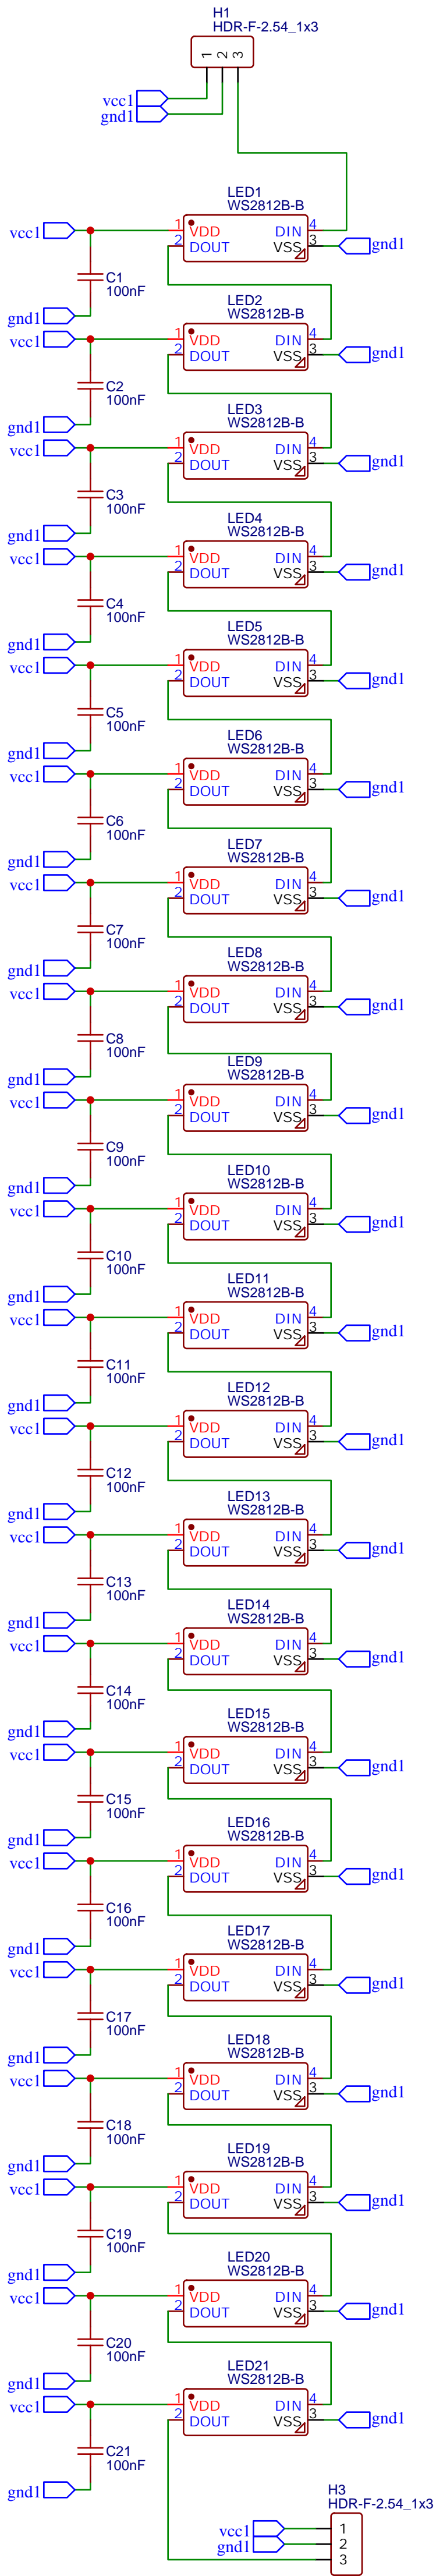 H1
HDR-F-2.54_1x3
1 2 3
vcc1
gnd1
LED1
WS2812B-B
vcc1 1 VDD DIN 4
2 DOUT VSS 3 gnd1
C1
100nF
gnd1
LED2
WS2812B-B
vcc1 1 VDD DIN 4
2 DOUT VSS 3 gnd1
C2
100nF
gnd1
LED3
WS2812B-B
vcc1 1 VDD DIN 4
2 DOUT VSS 3 gnd1
C3
100nF
gnd1
LED4
WS2812B-B
vcc1 1 VDD DIN 4
2 DOUT VSS 3 gnd1
C4
100nF
gnd1
LED5
WS2812B-B
vcc1 1 VDD DIN 4
2 DOUT VSS 3 gnd1
C5
100nF
gnd1
LED6
WS2812B-B
vcc1 1 VDD DIN 4
2 DOUT VSS 3 gnd1
C6
100nF
gnd1
LED7
WS2812B-B
vcc1 1 VDD DIN 4
2 DOUT VSS 3 gnd1
C7
100nF
gnd1
LED8
WS2812B-B
vcc1 1 VDD DIN 4
2 DOUT VSS 3 gnd1
C8
100nF
gnd1
LED9
WS2812B-B
vcc1 1 VDD DIN 4
2 DOUT VSS 3 gnd1
C9
100nF
gnd1
LED10
WS2812B-B
vcc1 1 VDD DIN 4
2 DOUT VSS 3 gnd1
C10
100nF
gnd1
LED11
WS2812B-B
vcc1 1 VDD DIN 4
2 DOUT VSS 3 gnd1
C11
100nF
gnd1
LED12
WS2812B-B
vcc1 1 VDD DIN 4
2 DOUT VSS 3 gnd1
C12
100nF
gnd1
LED13
WS2812B-B
vcc1 1 VDD DIN 4
2 DOUT VSS 3 gnd1
C13
100nF
gnd1
LED14
WS2812B-B
vcc1 1 VDD DIN 4
2 DOUT VSS 3 gnd1
C14
100nF
gnd1
LED15
WS2812B-B
vcc1 1 VDD DIN 4
2 DOUT VSS 3 gnd1
C15
100nF
gnd1
LED16
WS2812B-B
vcc1 1 VDD DIN 4
2 DOUT VSS 3 gnd1
C16
100nF
gnd1
LED17
WS2812B-B
vcc1 1 VDD DIN 4
2 DOUT VSS 3 gnd1
C17
100nF
gnd1
LED18
WS2812B-B
vcc1 1 VDD DIN 4
2 DOUT VSS 3 gnd1
C18
100nF
gnd1
LED19
WS2812B-B
vcc1 1 VDD DIN 4
2 DOUT VSS 3 gnd1
C19
100nF
gnd1
LED20
WS2812B-B
vcc1 1 VDD DIN 4
2 DOUT VSS 3 gnd1
C20
100nF
gnd1
LED21
WS2812B-B
vcc1 1 VDD DIN 4
2 DOUT VSS 3 gnd1
C21
100nF
gnd1
H3
HDR-F-2.54_1x3
vcc1 1
gnd1 2
3